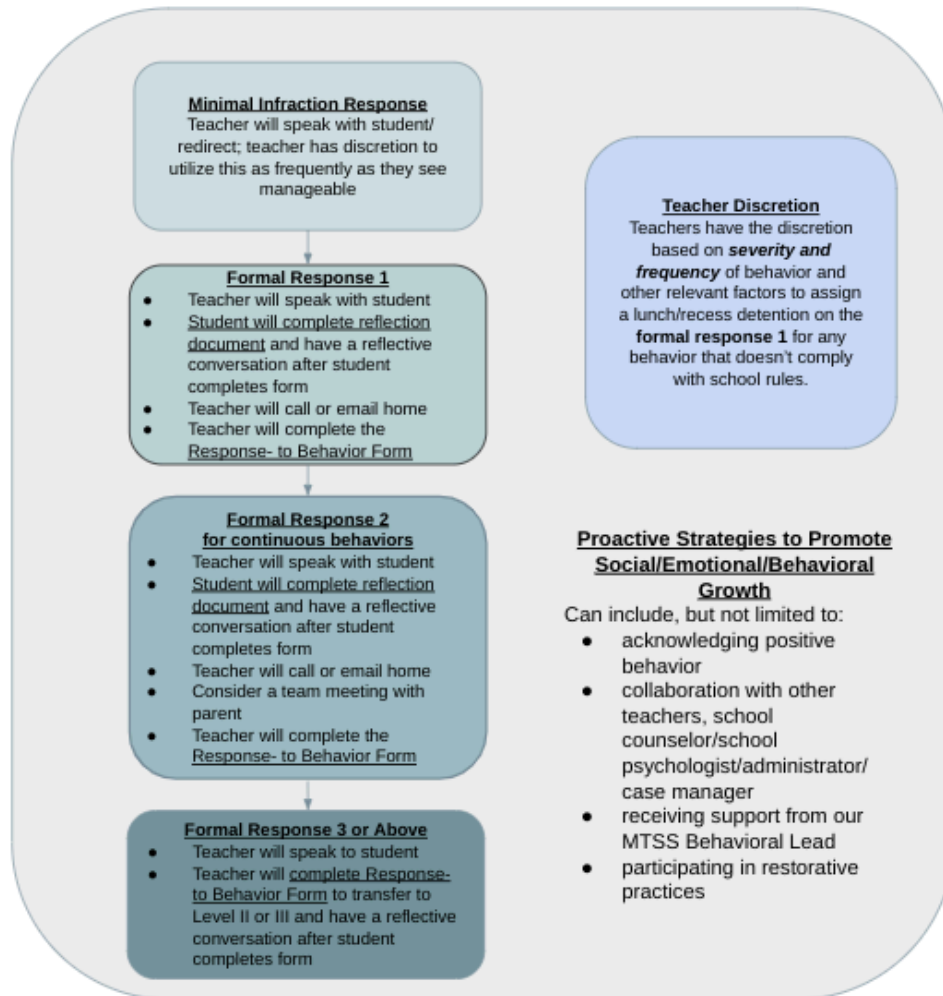 Minimal Infraction Response
Teacher will speak with student/
redirect; teacher has discretion to
utilize this as frequently as they see
manageable
Formal Response 1
● Teacher will speak with student
● Student will complete reflection
document and have a reflective
conversation after student
completes form
● Teacher will call or email home
● Teacher will complete the
Response- to Behavior Form
Formal Response 2
for continuous behaviors
● Teacher will speak with student
● Student will complete reflection
document and have a reflective
conversation after student
completes form
● Teacher will call or email home
● Consider a team meeting with
parent
● Teacher will complete the
Response- to Behavior Form
Formal Response 3 or Above
● Teacher will speak to student
● Teacher will complete Response-
to Behavior Form to transfer to
Level II or III and have a reflective
conversation after student
completes form
Teacher Discretion
Teachers have the discretion
based on severity and
frequency of behavior and
other relevant factors to assign
a lunch/recess detention on the
formal response 1 for any
behavior that doesn't comply
with school rules.
Proactive Strategies to Promote
Social/Emotional/Behavioral
Growth
Can include, but not limited to:
● acknowledging positive
behavior
● collaboration with other
teachers, school
counselor/school
psychologist/administrator/
case manager
● receiving support from our
MTSS Behavioral Lead
● participating in restorative
practices